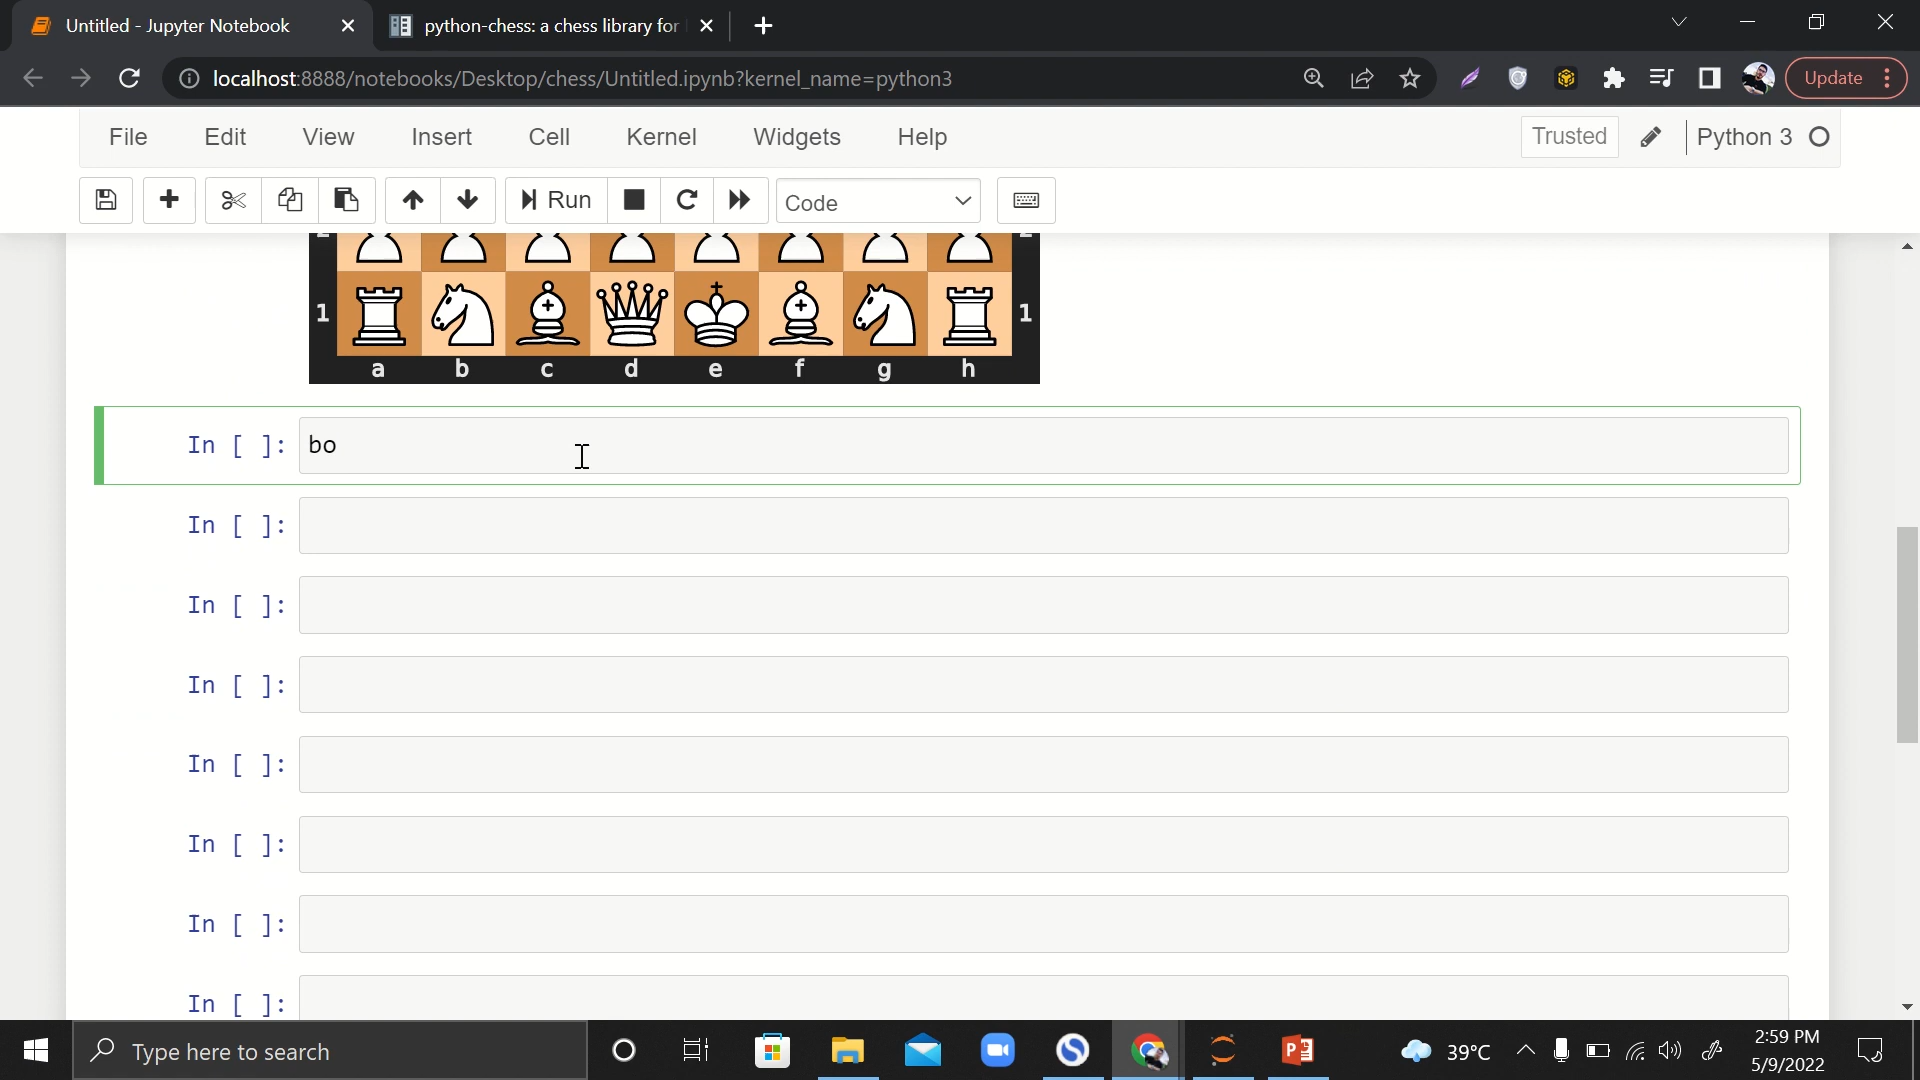 Untitled - Jupyter Notebook
python-chess: a chess library for
localhost:8888/notebooks/Desktop/chess/Untitled.ipynb?kernel_name=python3
Update
File Edit View Insert Cell Kernel Widgets Help
Trusted
Python 3
Run
Code
1 1
a b c d e f g h
In [ ]: bo
In [ ]:
In [ ]:
In [ ]:
In [ ]:
In [ ]:
In [ ]:
In [ ]:
Type here to search
39°C
2:59 PM
5/9/2022